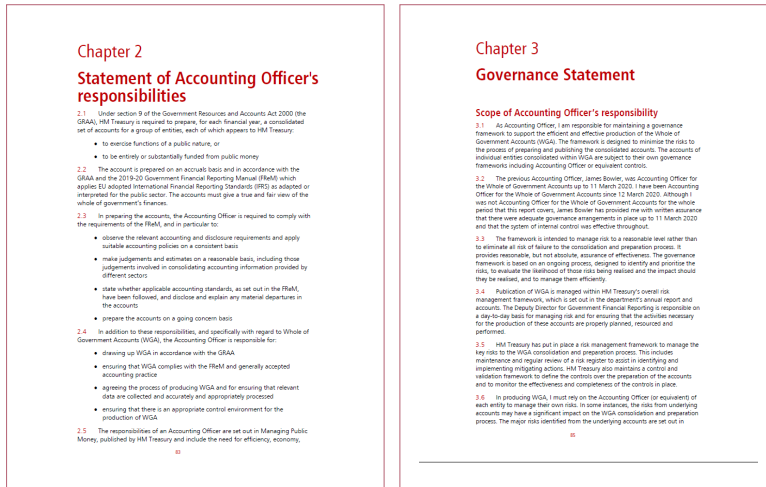 Chapter 2
Statement of Accounting Officer's
responsibilities
2.1 Under section 9 of the Government Resources and Accounts Act 2000 (the
GRAA), HM Treasury is required to prepare, for each financial year, a consolidated
set of accounts for a group of entities, each of which appears to HM Treasury:
• to exercise functions of a public nature, or
• to be entirely or substantially funded from public money
2.2 The account is prepared on an accruals basis and in accordance with the
GRAA and the 2019-20 Government Financial Reporting Manual (FReM) which
applies EU adopted International Financial Reporting Standards (IFRS) as adapted or
interpreted for the public sector. The accounts must give a true and fair view of the
whole of government's finances.
2.3 In preparing the accounts, the Accounting Officer is required to comply with
the requirements of the FReM, and in particular to:
• observe the relevant accounting and disclosure requirements and apply
suitable accounting policies on a consistent basis
• make judgements and estimates on a reasonable basis, including those
judgements involved in consolidating accounting information provided by
different sectors
• state whether applicable accounting standards, as set out in the FReM,
have been followed, and disclose and explain any material departures in
the accounts
• prepare the accounts on a going concern basis
2.4 In addition to these responsibilities, and specifically with regard to Whole of
Government Accounts (WGA), the Accounting Officer is responsible for:
• drawing up WGA in accordance with the GRAA
• ensuring that WGA complies with the FReM and generally accepted
accounting practice
• agreeing the process of producing WGA and for ensuring that relevant
data are collected and accurately and appropriately processed
• ensuring that there is an appropriate control environment for the
production of WGA
2.5 The responsibilities of an Accounting Officer are set out in Managing Public
Money, published by HM Treasury and include the need for efficiency, economy,
83
Chapter 3
Governance Statement
Scope of Accounting Officer's responsibility
3.1 As Accounting Officer, I am responsible for maintaining a governance
framework to support the efficient and effective production of the Whole of
Government Accounts (WGA). The framework is designed to minimise the risks to
the process of preparing and publishing the consolidated accounts. The accounts of
individual entities consolidated within WGA are subject to their own governance
frameworks including Accounting Officer or equivalent controls.
3.2 The previous Accounting Officer, James Bowler, was Accounting Officer for
the Whole of Government Accounts up to 11 March 2020. I have been Accounting
Officer for the Whole of Government Accounts since 12 March 2020. Although I
was not Accounting Officer for the Whole of Government Accounts for the whole
period that this report covers, James Bowler has provided me with written assurance
that there were adequate governance arrangements in place up to 11 March 2020
and that the system of internal control was effective throughout.
3.3 The framework is intended to manage risk to a reasonable level rather than
to eliminate all risk of failure to the consolidation and preparation process. It
provides reasonable, but not absolute, assurance of effectiveness. The governance
framework is based on an ongoing process, designed to identify and prioritise the
risks, to evaluate the likelihood of those risks being realised and the impact should
they be realised, and to manage them efficiently.
3.4 Publication of WGA is managed within HM Treasury's overall risk
management framework, which is set out in the department's annual report and
accounts. The Deputy Director for Government Financial Reporting is responsible on
a day-to-day basis for managing risk and for ensuring that the activities necessary
for the production of these accounts are properly planned, resourced and
performed.
3.5 HM Treasury has put in place a risk management framework to manage the
key risks to the WGA consolidation and preparation process. This includes
maintenance and regular review of a risk register to assist in identifying and
implementing mitigating actions. HM Treasury also maintains a control and
validation framework to define the controls over the preparation of the accounts
and to monitor the effectiveness and completeness of the controls in place.
3.6 In producing WGA, I must rely on the Accounting Officer (or equivalent) of
each entity to manage their own risks. In some instances, the risks from underlying
accounts may have a significant impact on the WGA consolidation and preparation
process. The major risks identified from the underlying accounts are set out in
85